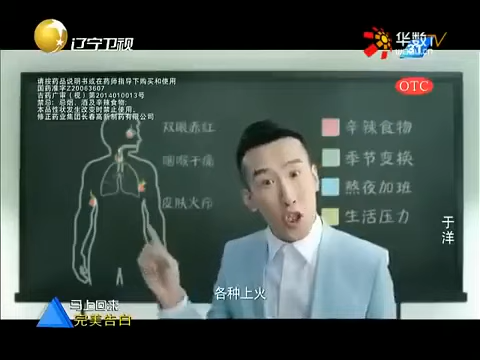 辽宁卫视
华数TV
请按药品说明书或在药师指导下购买和使用
国药准字Z20063607
吉药广审(视)第2014010013号
禁忌:忌烟、酒及辛辣食物;
本品性状发生改变时禁止使用。
修正药业集团长春高新制药有限公司
OTC
双眼赤红
咽喉干痛
皮肤火疖
辛辣食物
季节变换
熬夜加班
生活压力
于洋
各种上火
马上回来
完美告白